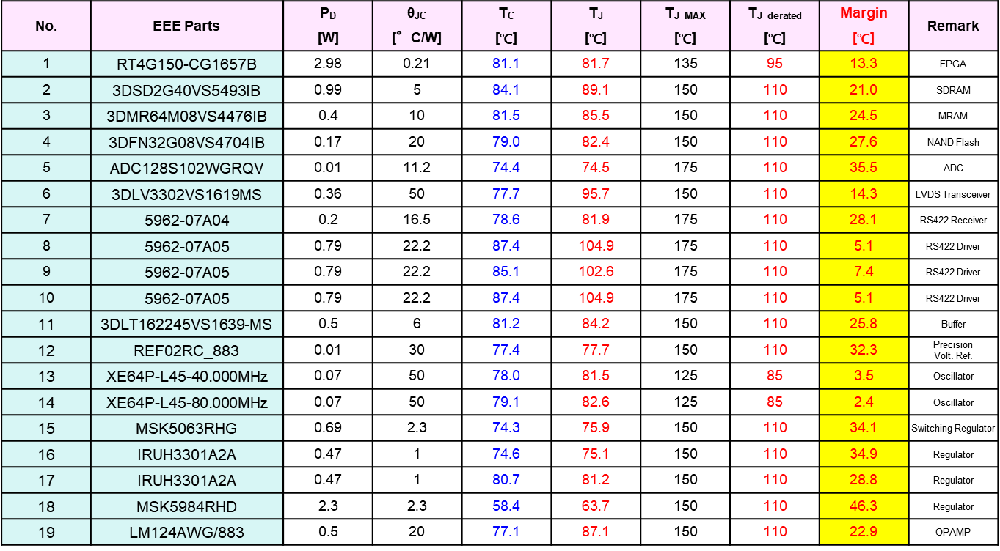 No. EEE Parts P_D [W] θ_JC [° C/W] T_C [℃] T_J [℃] T_J_MAX [℃] T_J_derated [℃] Margin [℃] Remark
1 RT4G150-CG1657B 2.98 0.21 81.1 81.7 135 95 13.3 FPGA
2 3DSD2G40VS5493IB 0.99 5 84.1 89.1 150 110 21.0 SDRAM
3 3DMR64M08VS4476IB 0.4 10 81.5 85.5 150 110 24.5 MRAM
4 3DFN32G08VS4704IB 0.17 20 79.0 82.4 150 110 27.6 NAND Flash
5 ADC128S102WGRQV 0.01 11.2 74.4 74.5 175 110 35.5 ADC
6 3DLV3302VS1619MS 0.36 50 77.7 95.7 150 110 14.3 LVDS Transceiver
7 5962-07A04 0.2 16.5 78.6 81.9 175 110 28.1 RS422 Receiver
8 5962-07A05 0.79 22.2 87.4 104.9 175 110 5.1 RS422 Driver
9 5962-07A05 0.79 22.2 85.1 102.6 175 110 7.4 RS422 Driver
10 5962-07A05 0.79 22.2 87.4 104.9 175 110 5.1 RS422 Driver
11 3DLT162245VS1639-MS 0.5 6 81.2 84.2 150 110 25.8 Buffer
12 REF02RC_883 0.01 30 77.4 77.7 150 110 32.3 Precision Volt. Ref.
13 XE64P-L45-40.000MHz 0.07 50 78.0 81.5 125 85 3.5 Oscillator
14 XE64P-L45-80.000MHz 0.07 50 79.1 82.6 125 85 2.4 Oscillator
15 MSK5063RHG 0.69 2.3 74.3 75.9 150 110 34.1 Switching Regulator
16 IRUH3301A2A 0.47 1 74.6 75.1 150 110 34.9 Regulator
17 IRUH3301A2A 0.47 1 80.7 81.2 150 110 28.8 Regulator
18 MSK5984RHD 2.3 2.3 58.4 63.7 150 110 46.3 Regulator
19 LM124AWG/883 0.5 20 77.1 87.1 150 110 22.9 OPAMP